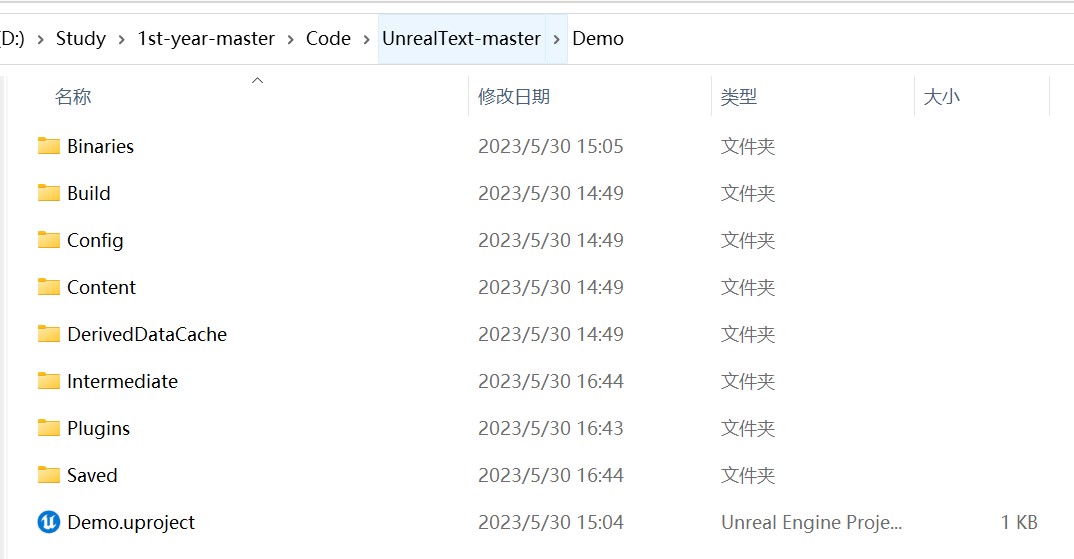 D:) › Study › 1st-year-master › Code › UnrealText-master › Demo
名称 修改日期 类型 大小
Binaries 2023/5/30 15:05 文件夹
Build 2023/5/30 14:49 文件夹
Config 2023/5/30 14:49 文件夹
Content 2023/5/30 14:49 文件夹
DerivedDataCache 2023/5/30 14:49 文件夹
Intermediate 2023/5/30 16:44 文件夹
Plugins 2023/5/30 16:43 文件夹
Saved 2023/5/30 16:44 文件夹
Demo.uproject 2023/5/30 15:04 Unreal Engine Proje... 1 KB